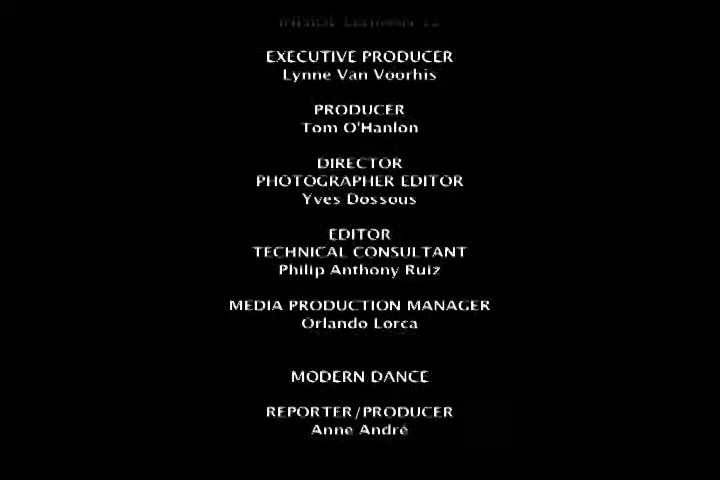 EXECUTIVE PRODUCER
Lynne Van Voorhis
PRODUCER
Tom O'Hanlon
DIRECTOR
PHOTOGRAPHER EDITOR
Yves Dossous
EDITOR
TECHNICAL CONSULTANT
Philip Anthony Ruiz
MEDIA PRODUCTION MANAGER
Orlando Lorca
MODERN DANCE
REPORTER/PRODUCER
Anne André